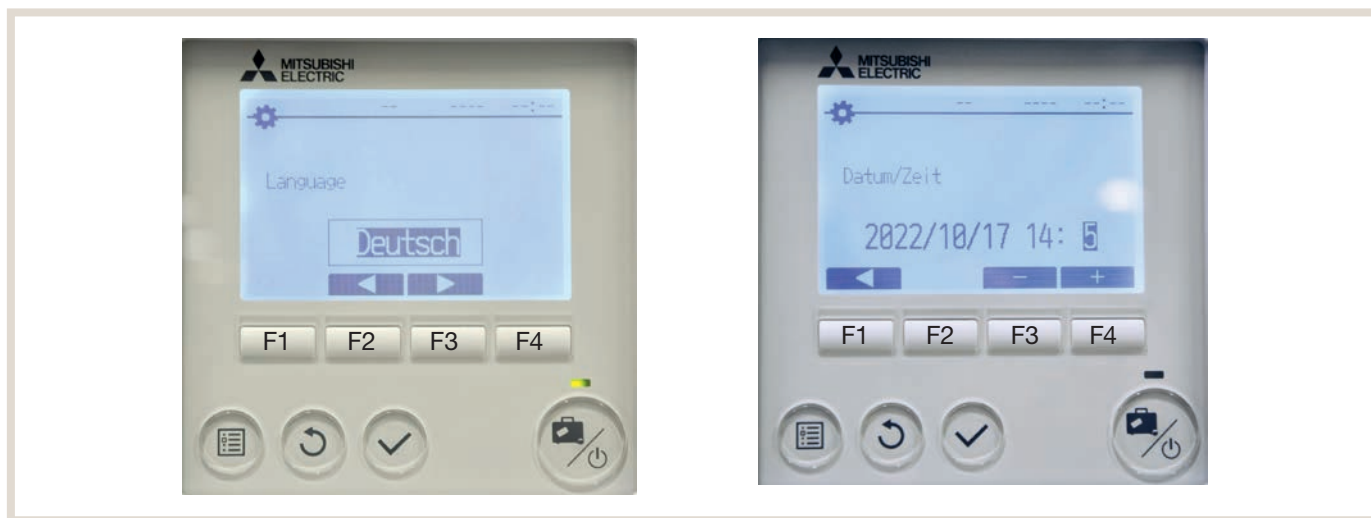 MITSUBISHI
ELECTRIC
-- ---- --:--
Language
Deutsch
F1 F2 F3 F4
MITSUBISHI
ELECTRIC
-- ---- --:--
Datum/Zeit
2022/10/17 14: 5
- +
F1 F2 F3 F4